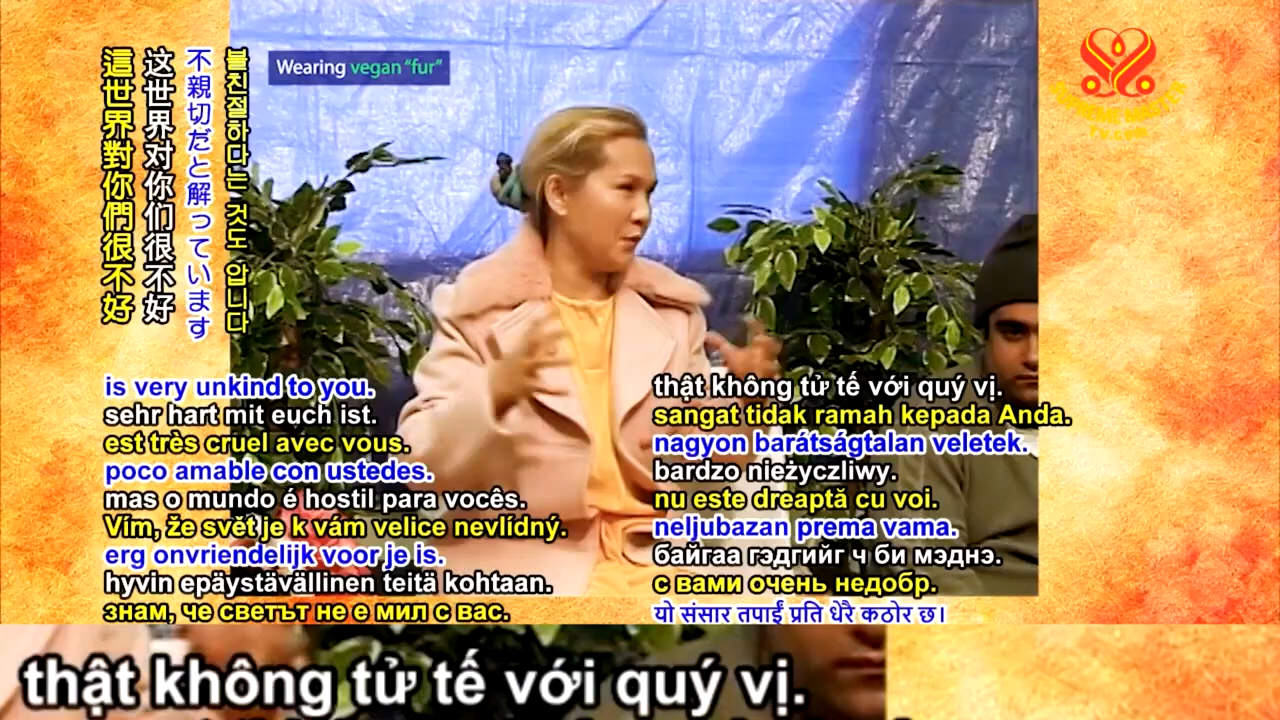 Wearing vegan "fur"
SUPREME MASTER
TV.com
불친절하다는 것도 압니다
不親切だと解っています
这世界对你们很不好
這世界對你們很不好
is very unkind to you.
sehr hart mit euch ist.
est très cruel avec vous.
poco amable con ustedes.
mas o mundo é hostil para vocês.
Vím, že svět je k vám velice nevlídný.
erg onvriendelijk voor je is.
hyvin epäystävällinen teitä kohtaan.
знам, че светът не е мил с вас.
thật không tử tế với quý vị.
sangat tidak ramah kepada Anda.
nagyon barátságtalan veletek.
bardzo nieżyczliwy.
nu este dreaptă cu voi.
neljubazan prema vama.
байгаа гэдгийг ч би мэднэ.
с вами очень недобр.
यो संसार तपाईं प्रति धेरै कठोर छ।
thật không tử tế với quý vị.